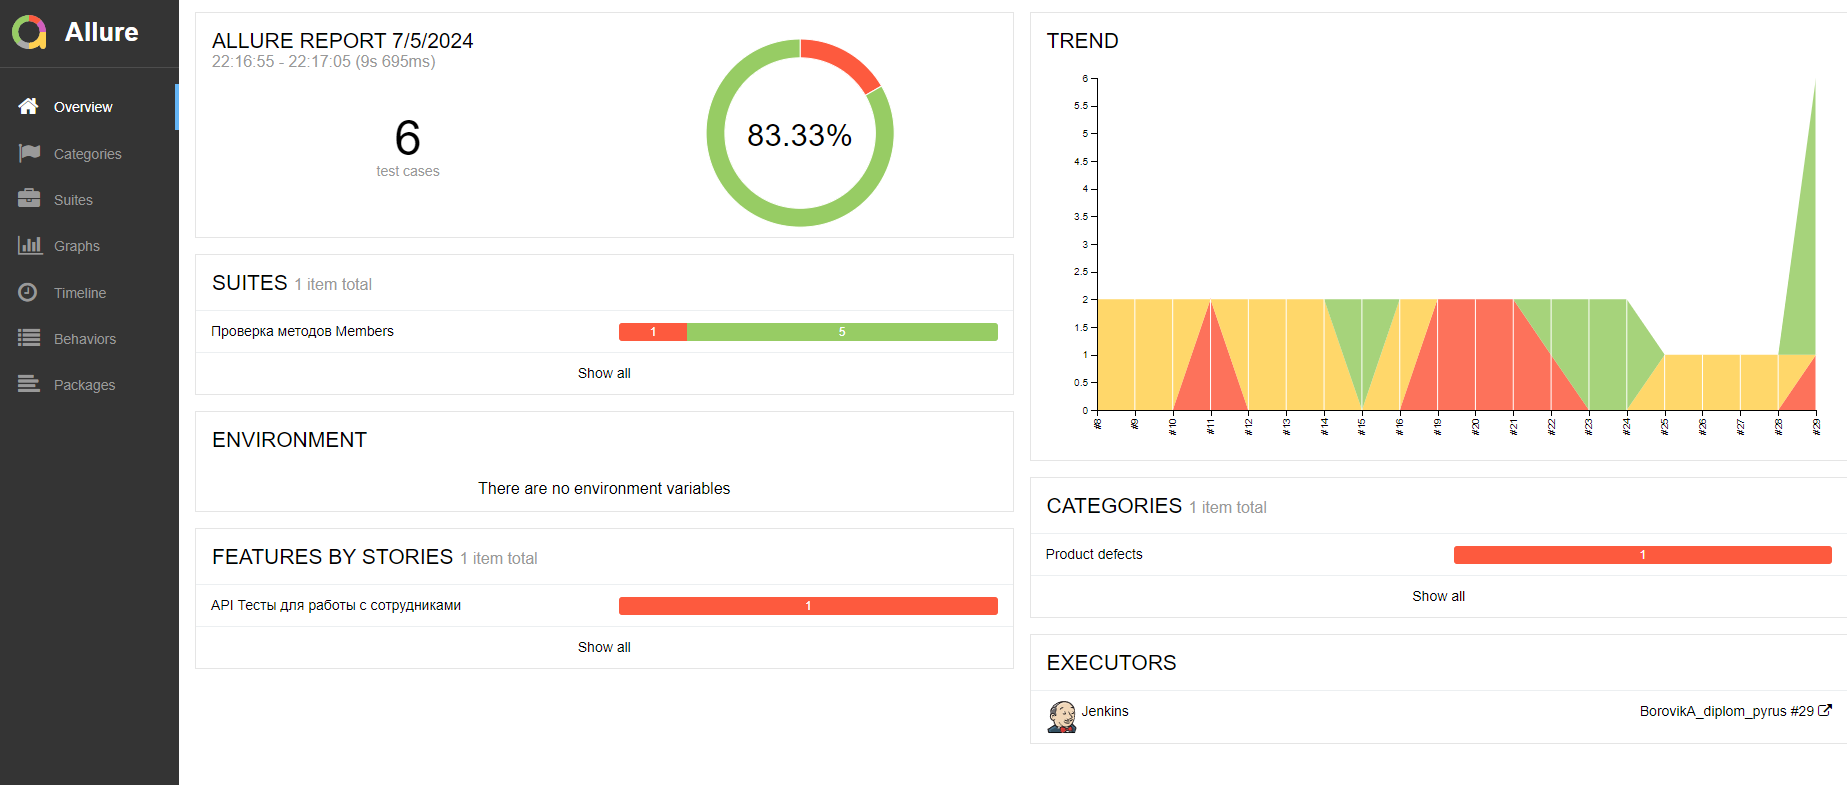 Allure
Overview
Categories
Suites
Graphs
Timeline
Behaviors
Packages
ALLURE REPORT 7/5/2024
22:16:55 - 22:17:05 (9s 695ms)
6
test cases
83.33%
SUITES 1 item total
Проверка методов Members
1 5
Show all
ENVIRONMENT
There are no environment variables
FEATURES BY STORIES 1 item total
API Тесты для работы с сотрудниками
1
Show all
TREND
6
5.5
5
4.5
4
3.5
3
2.5
2
1.5
1
0.5
0
#8 #9 #10 #11 #12 #13 #14 #15 #16 #19 #20 #21 #22 #23 #24 #25 #26 #27 #28 #29
CATEGORIES 1 item total
Product defects
1
Show all
EXECUTORS
Jenkins
BorovikA_diplom_pyrus #29